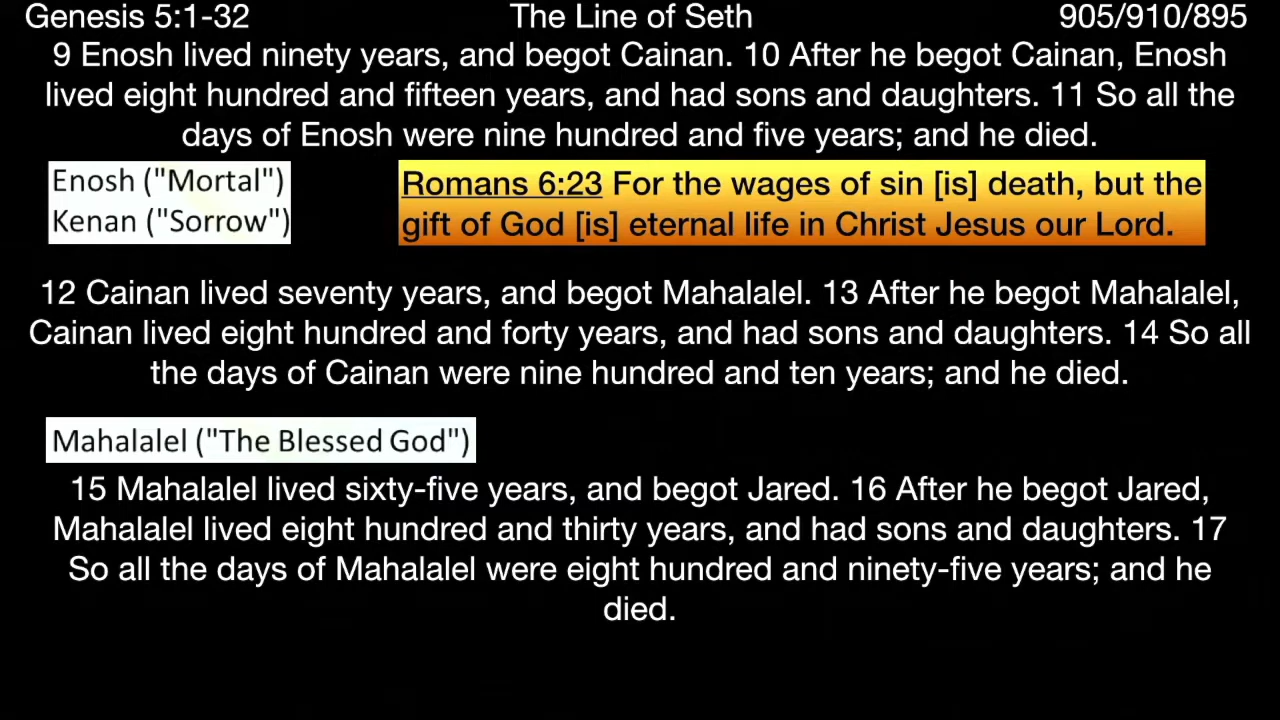 Genesis 5:1-32 The Line of Seth 905/910/895
9 Enosh lived ninety years, and begot Cainan. 10 After he begot Cainan, Enosh
lived eight hundred and fifteen years, and had sons and daughters. 11 So all the
days of Enosh were nine hundred and five years; and he died.
Enosh ("Mortal")
Kenan ("Sorrow")
Romans 6:23 For the wages of sin [is] death, but the
gift of God [is] eternal life in Christ Jesus our Lord.
12 Cainan lived seventy years, and begot Mahalalel. 13 After he begot Mahalalel,
Cainan lived eight hundred and forty years, and had sons and daughters. 14 So all
the days of Cainan were nine hundred and ten years; and he died.
Mahalalel ("The Blessed God")
15 Mahalalel lived sixty-five years, and begot Jared. 16 After he begot Jared,
Mahalalel lived eight hundred and thirty years, and had sons and daughters. 17
So all the days of Mahalalel were eight hundred and ninety-five years; and he
died.